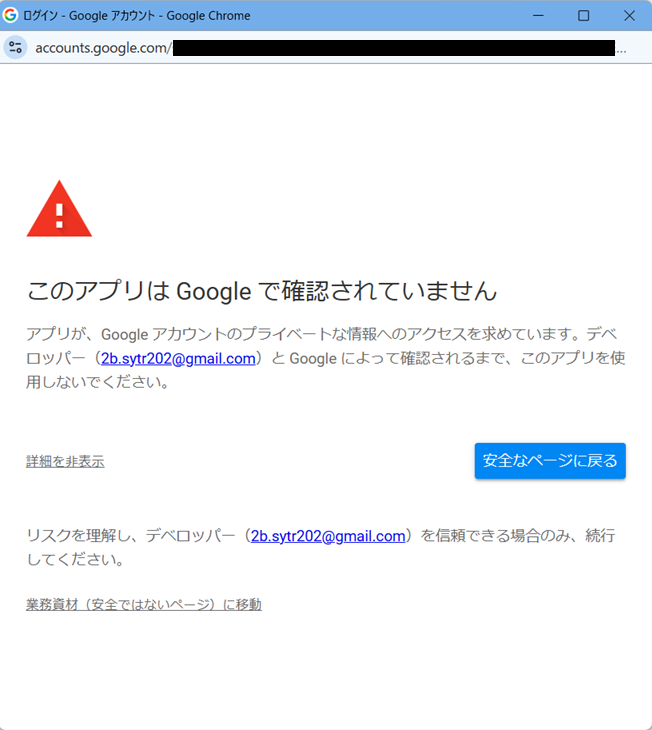 ログイン - Google アカウント - Google Chrome
accounts.google.com/
...
このアプリは Google で確認されていません
アプリが、Google アカウントのプライベートな情報へのアクセスを求めています。デベ
ロッパー（2b.sytr202@gmail.com）と Google によって確認されるまで、このアプリを使
用しないでください。
詳細を非表示
安全なページに戻る
リスクを理解し、デベロッパー（2b.sytr202@gmail.com）を信頼できる場合のみ、続行
してください。
業務資材（安全ではないページ）に移動